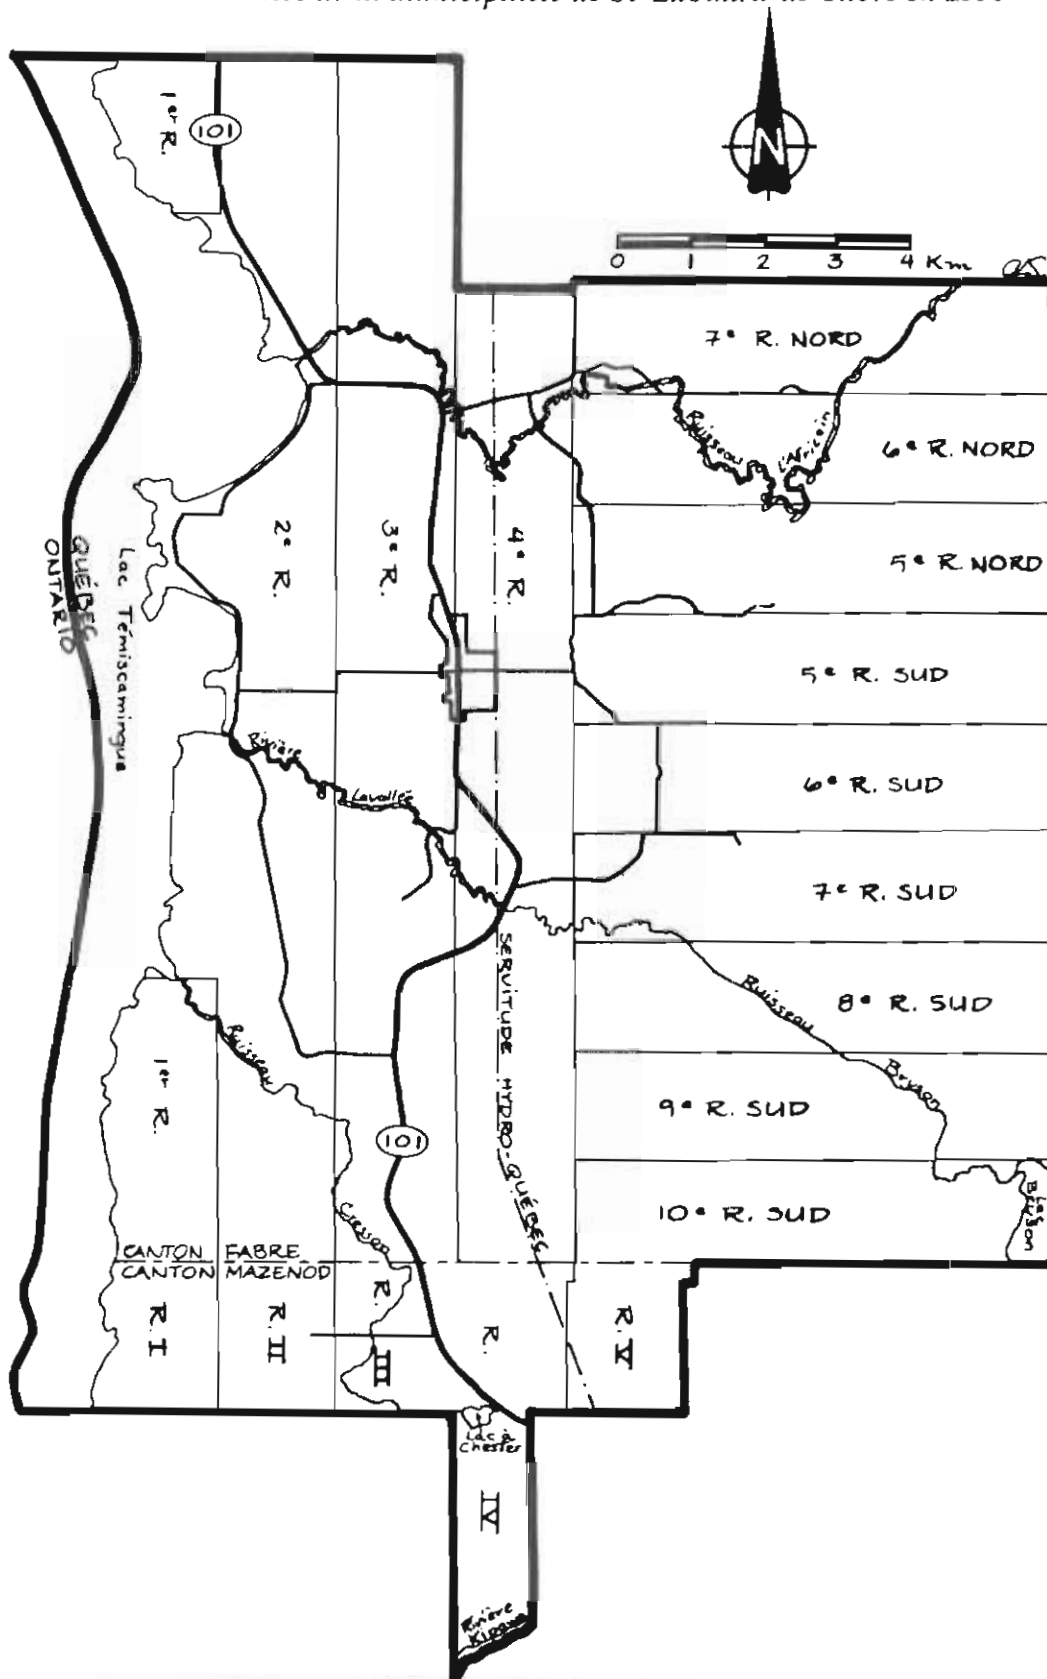 1er R.
101
N
0 1 2 3 4 Km
7e R. NORD
6e R. NORD
Ruisseau
l'Africain
5e R. NORD
2e R.
3e R.
4e R.
QUÉBEC
ONTARIO
Lac Témiscamingue
5e R. SUD
6e R. SUD
Rivière
Lavallée
7e R. SUD
8e R. SUD
Ruisseau
Bryson
SERVITUDE HYDRO-QUÉBEC
1er R.
Ruisseau
Cresson
9e R. SUD
101
10e R. SUD
Lac
Bryson
CANTON FABRE
CANTON MAZENOD
R. I
R. II
R.
III
R.
R. V
Lac à
Chester
IV
Rivière
Kipawa